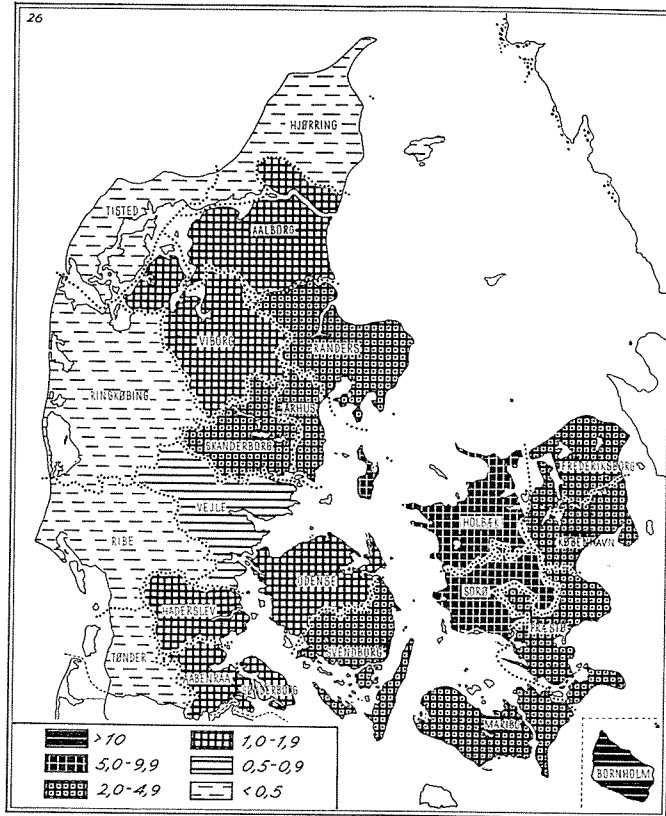 26
HJØRRING
TISTED
AALBORG
VIBORG
RANDERS
RINGKØBING
ÅRHUS
SKANDERBORG
FREDERIKSBORG
VEJLE
HOLBÆK
KØBENHAVN
RIBE
ODENSE
SORØ
HADERSLEV
PRÆSTØ
SVENDBORG
TØNDER
AABENRAA
SØNDERBORG
MARIBO
>10
1,0-1,9
5,0-9,9
0,5-0,9
2,0-4,9
<0,5
BORNHOLM